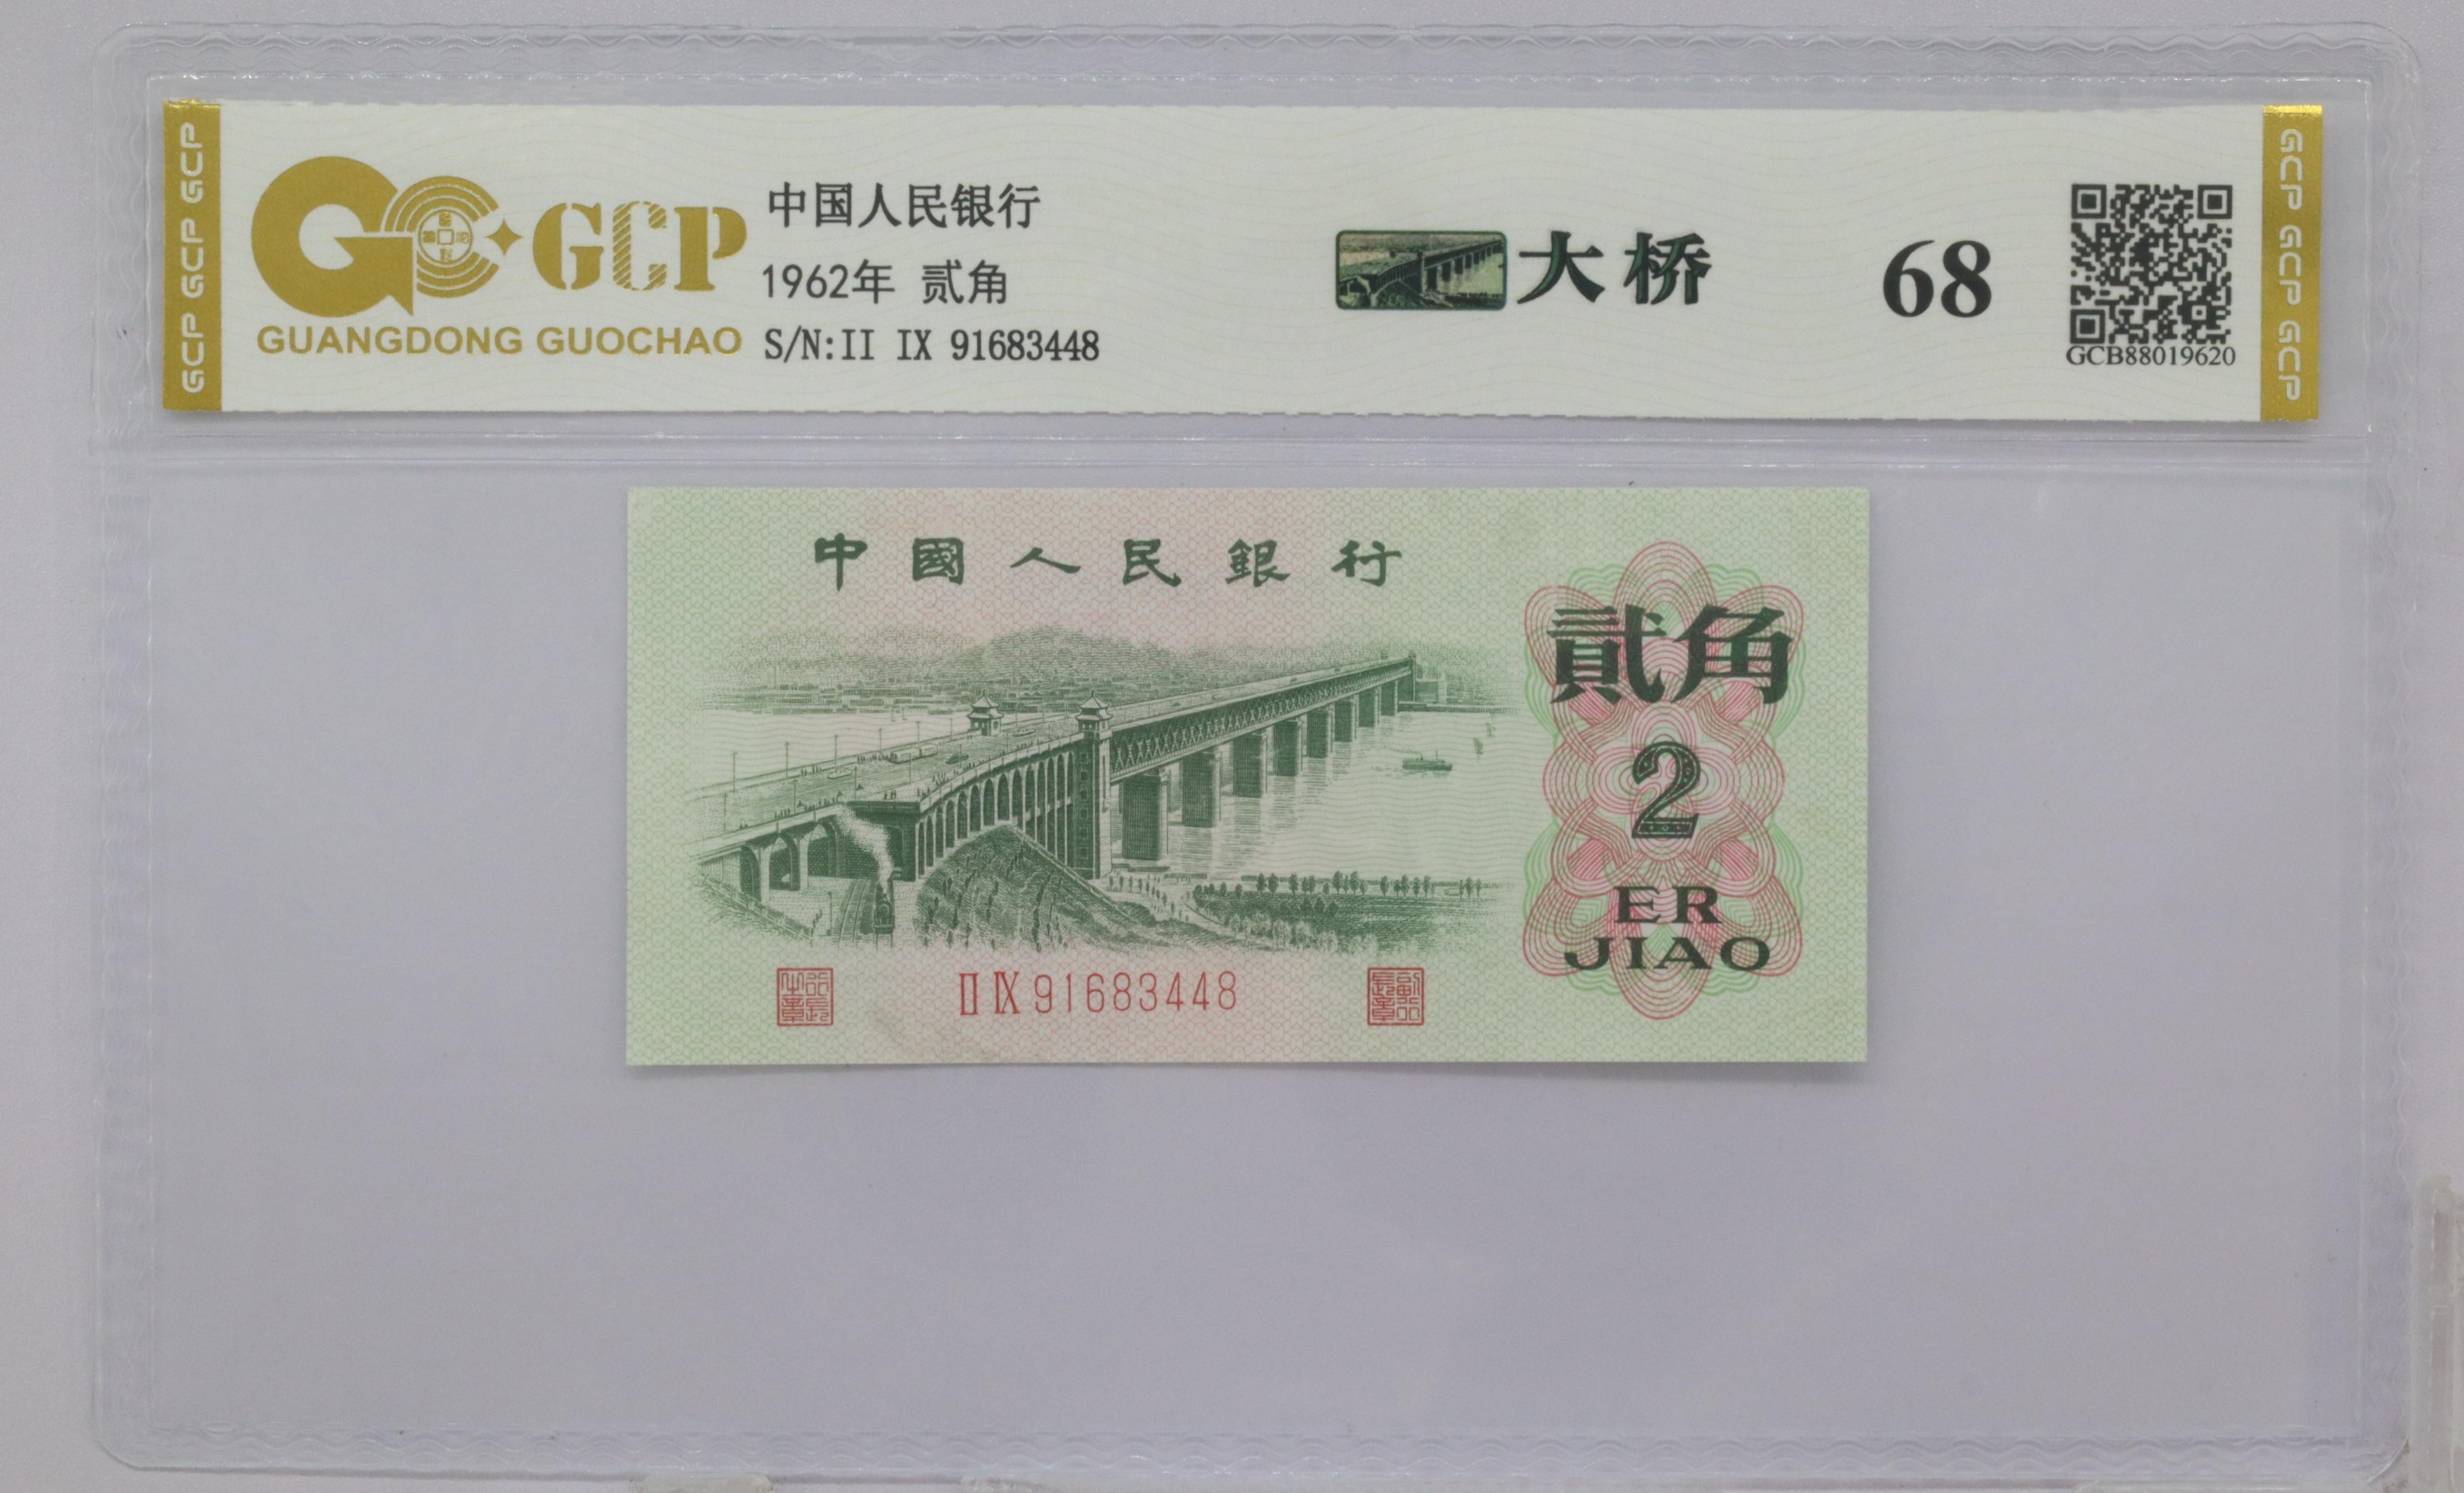 GCP GCP GCP
GCP
GUANGDONG GUOCHAO
中国人民银行
1962年 贰角
S/N:II IX 91683448
大桥
68
GCB88019620
GCP GCP GCP
中國人民銀行
貳角
2
ER
JIAO
II IX 91683448